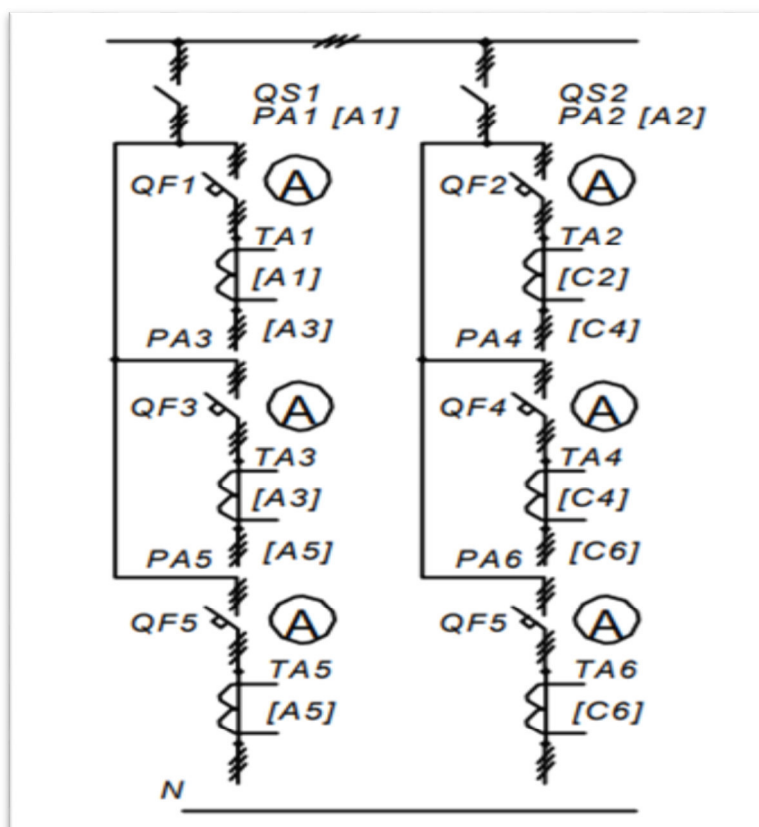 QS1
PA1 [A1]
QF1
A
TA1
[A1]
PA3
[A3]
QF3
A
TA3
[A3]
PA5
[A5]
QF5
A
TA5
[A5]
QS2
PA2 [A2]
QF2
A
TA2
[C2]
PA4
[C4]
QF4
A
TA4
[C4]
PA6
[C6]
QF5
A
TA6
[C6]
N